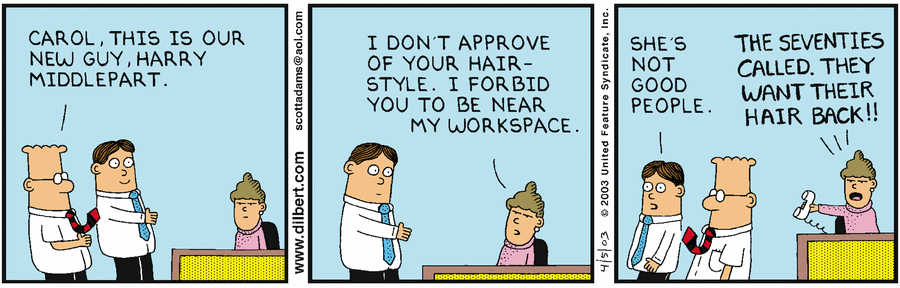 CAROL, THIS IS OUR
NEW GUY, HARRY
MIDDLEPART.
www.dilbert.com scottadams@aol.com
I DON'T APPROVE
OF YOUR HAIR-
STYLE. I FORBID
YOU TO BE NEAR
MY WORKSPACE.
4/5/03 © 2003 United Feature Syndicate, Inc.
SHE'S
NOT
GOOD
PEOPLE.
THE SEVENTIES
CALLED. THEY
WANT THEIR
HAIR BACK!!